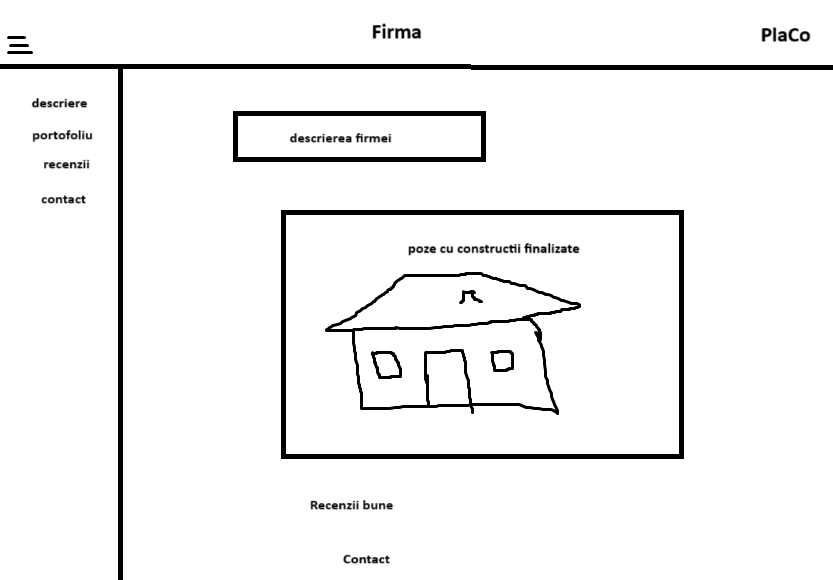 Firma
PlaCo
descriere
portofoliu
recenzii
contact
descrierea firmei
poze cu constructii finalizate
Recenzii bune
Contact